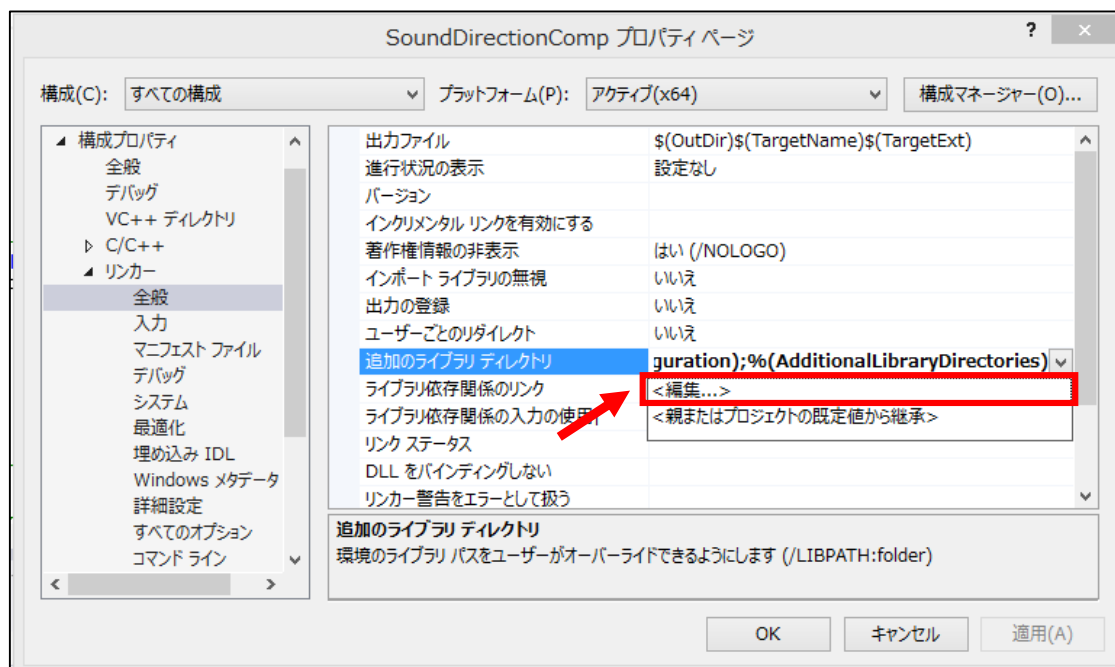 SoundDirectionComp プロパティ ページ
?
構成(C): すべての構成 プラットフォーム(P): アクティブ(x64) 構成マネージャー(O)...
構成プロパティ
全般
デバッグ
VC++ ディレクトリ
C/C++
リンカー
全般
入力
マニフェスト ファイル
デバッグ
システム
最適化
埋め込み IDL
Windows メタデータ
詳細設定
すべてのオプション
コマンド ライン
出力ファイル $(OutDir)$(TargetName)$(TargetExt)
進行状況の表示 設定なし
バージョン
インクリメンタル リンクを有効にする
著作権情報の非表示 はい (/NOLOGO)
インポート ライブラリの無視 いいえ
出力の登録 いいえ
ユーザーごとのリダイレクト いいえ
追加のライブラリ ディレクトリ guration);%(AdditionalLibraryDirectories)
ライブラリ依存関係のリンク <編集...>
ライブラリ依存関係の入力の使用 <親またはプロジェクトの既定値から継承>
リンク ステータス
DLL をバインディングしない
リンカー警告をエラーとして扱う
追加のライブラリ ディレクトリ
環境のライブラリ パスをユーザーがオーバーライドできるようにします (/LIBPATH:folder)
OK キャンセル 適用(A)